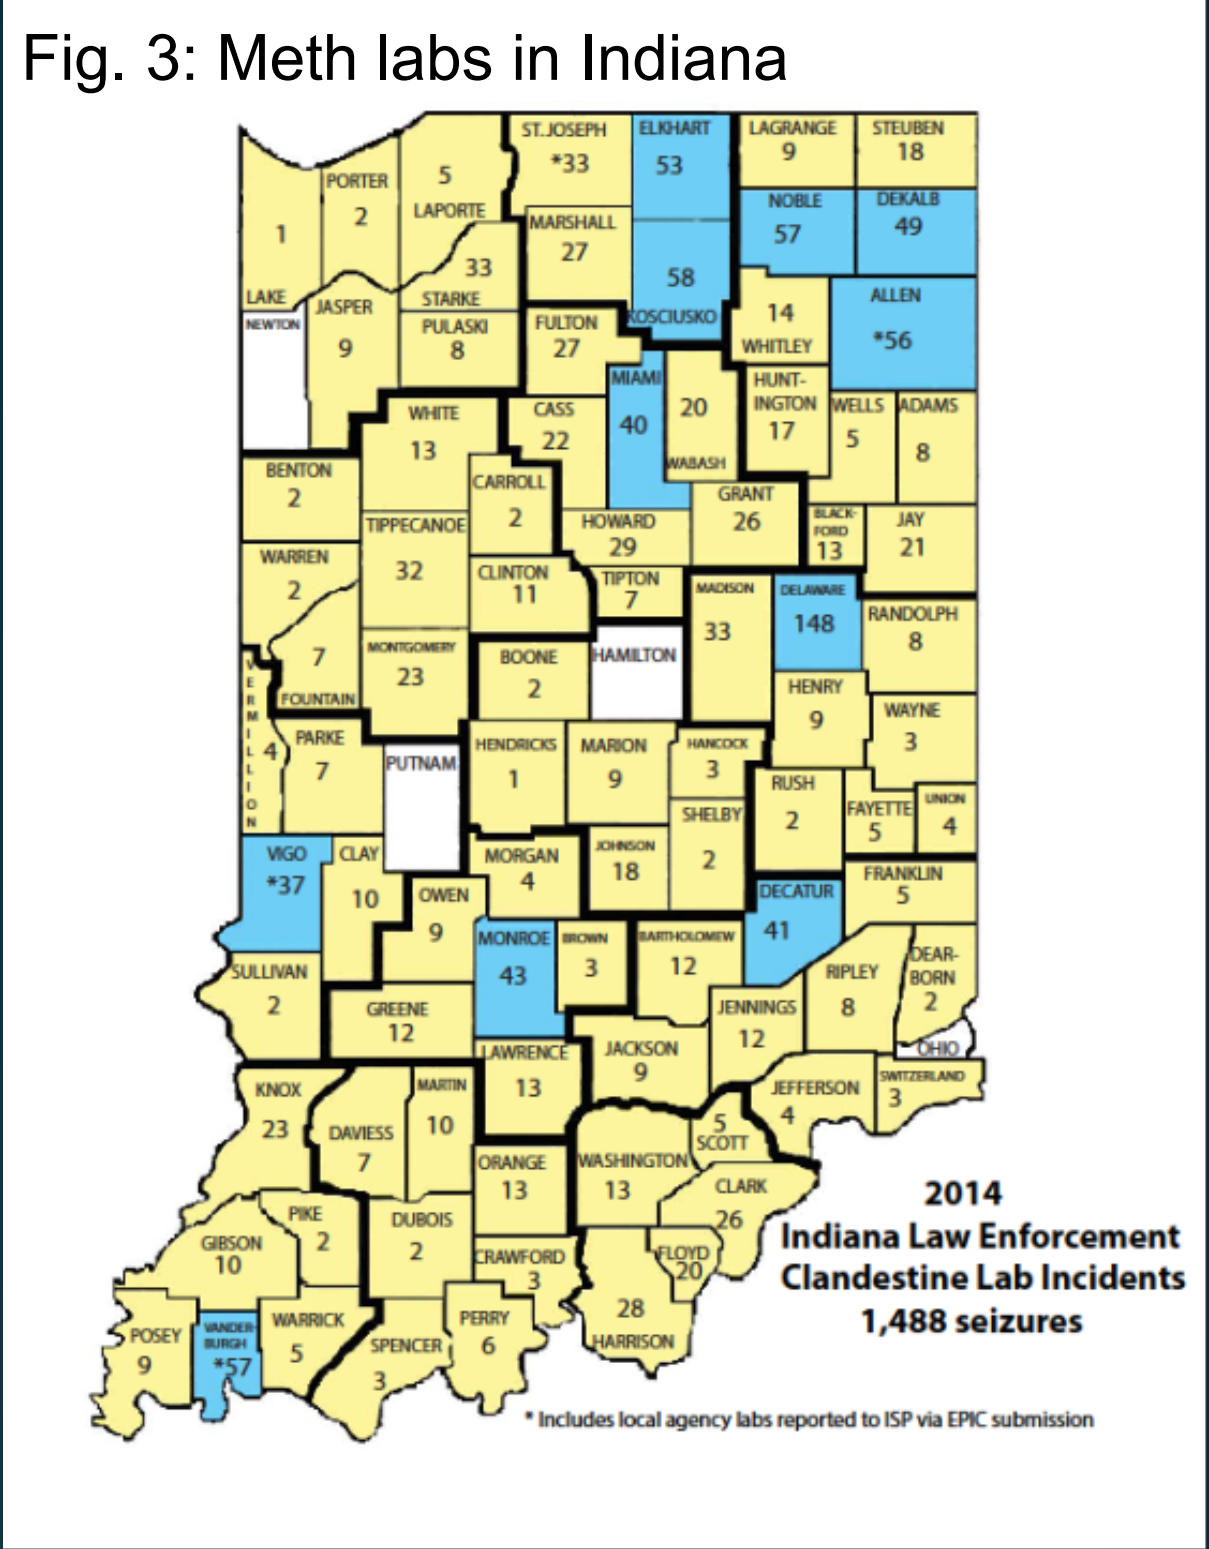 Fig. 3: Meth labs in Indiana
ST. JOSEPH
*33
ELKHART
53
LAGRANGE
9
STEUBEN
18
1
LAKE
PORTER
2
5
LAPORTE
MARSHALL
27
58
KOSCIUSKO
NOBLE
57
DEKALB
49
33
STARKE
NEWTON
JASPER
9
PULASKI
8
FULTON
27
14
WHITLEY
ALLEN
*56
MIAMI
40
20
WABASH
HUNT-
INGTON
17
WELLS
5
ADAMS
8
WHITE
13
CASS
22
BENTON
2
CARROLL
2
GRANT
26
TIPPECANOE
32
HOWARD
29
BLACK-
FORD
13
JAY
21
WARREN
2
CLINTON
11
TIPTON
7
MADISON
33
DELAWARE
148
RANDOLPH
8
7
FOUNTAIN
MONTGOMERY
23
BOONE
2
HAMILTON
HENRY
9
WAYNE
3
VERMILLION
4
PARKE
7
PUTNAM
HENDRICKS
1
MARION
9
HANCOCK
3
RUSH
2
FAYETTE
5
UNION
4
SHELBY
2
VIGO
*37
CLAY
10
MORGAN
4
JOHNSON
18
FRANKLIN
5
OWEN
9
DECATUR
41
MONROE
43
BROWN
3
BARTHOLOMEW
12
RIPLEY
8
DEAR-
BORN
2
SULLIVAN
2
GREENE
12
JENNINGS
12
OHIO
LAWRENCE
13
JACKSON
9
JEFFERSON
4
SWITZERLAND
3
KNOX
23
DAVIESS
7
MARTIN
10
5
SCOTT
ORANGE
13
WASHINGTON
13
CLARK
26
PIKE
2
DUBOIS
2
GIBSON
10
CRAWFORD
3
FLOYD
20
28
HARRISON
POSEY
9
VANDER-
BURGH
*57
WARRICK
5
SPENCER
3
PERRY
6
2014
Indiana Law Enforcement
Clandestine Lab Incidents
1,488 seizures
* Includes local agency labs reported to ISP via EPIC submission